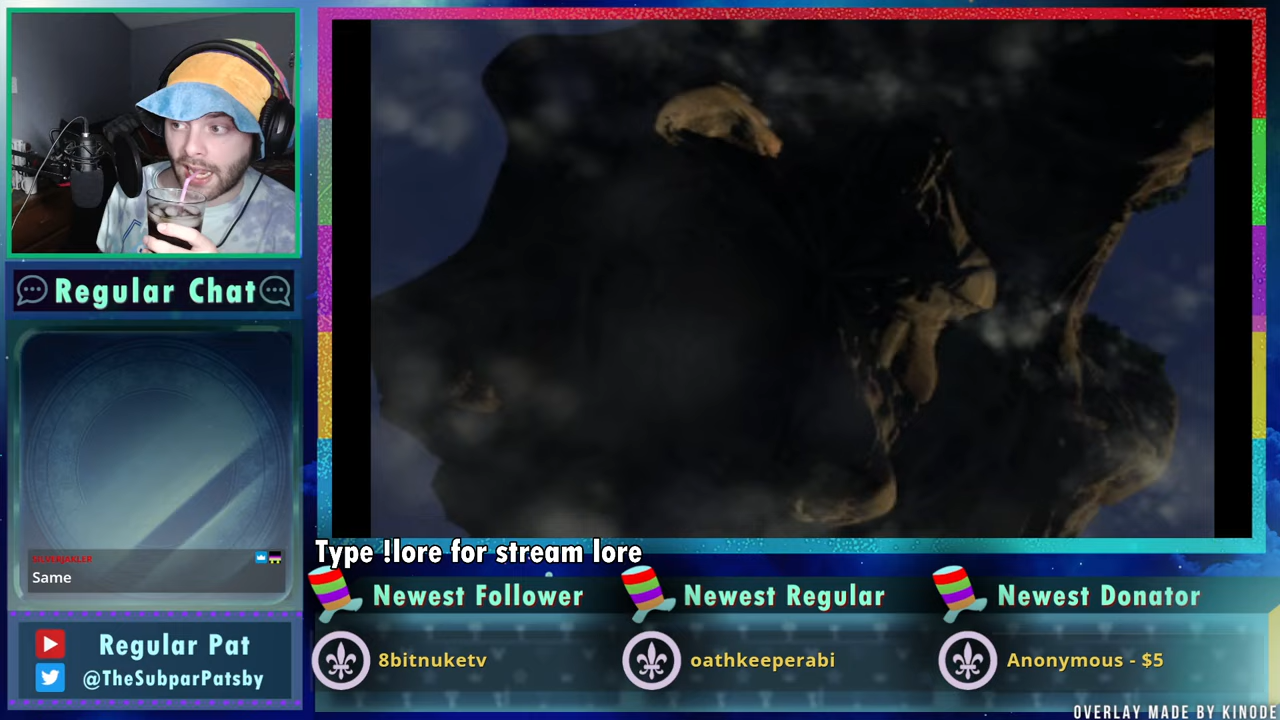 Regular Chat
SILVERJAKLER
Same
Regular Pat
@TheSubparPatsby
Type !lore for stream lore
Newest Follower
Newest Regular
Newest Donator
8bitnuketv
oathkeeperabi
Anonymous - $5
OVERLAY MADE BY KINODE